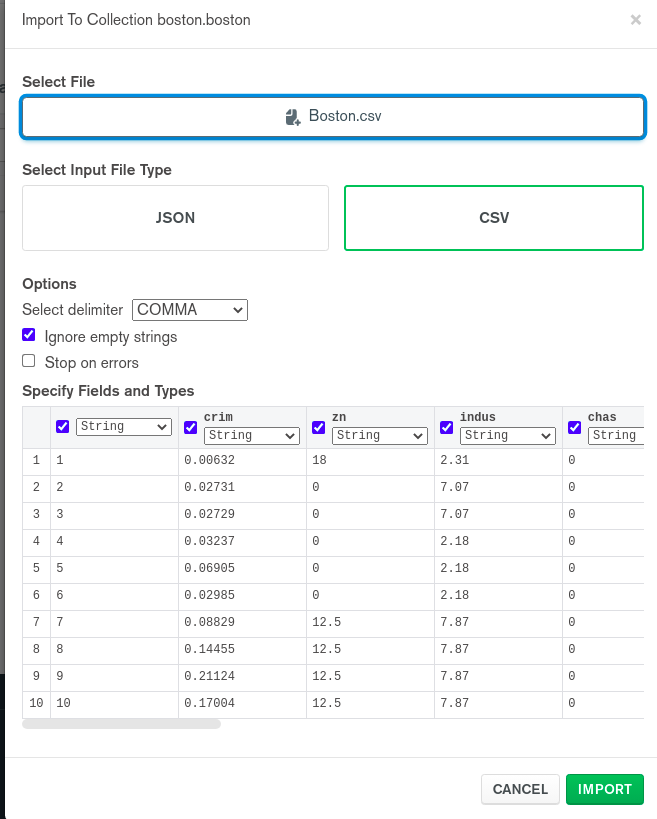 Import To Collection boston.boston ×
Select File
Boston.csv
Select Input File Type
JSON CSV
Options
Select delimiter COMMA
Ignore empty strings
Stop on errors
Specify Fields and Types
crim zn indus chas
String String String String String
1 1 0.00632 18 2.31 0
2 2 0.02731 0 7.07 0
3 3 0.02729 0 7.07 0
4 4 0.03237 0 2.18 0
5 5 0.06905 0 2.18 0
6 6 0.02985 0 2.18 0
7 7 0.08829 12.5 7.87 0
8 8 0.14455 12.5 7.87 0
9 9 0.21124 12.5 7.87 0
10 10 0.17004 12.5 7.87 0
CANCEL IMPORT